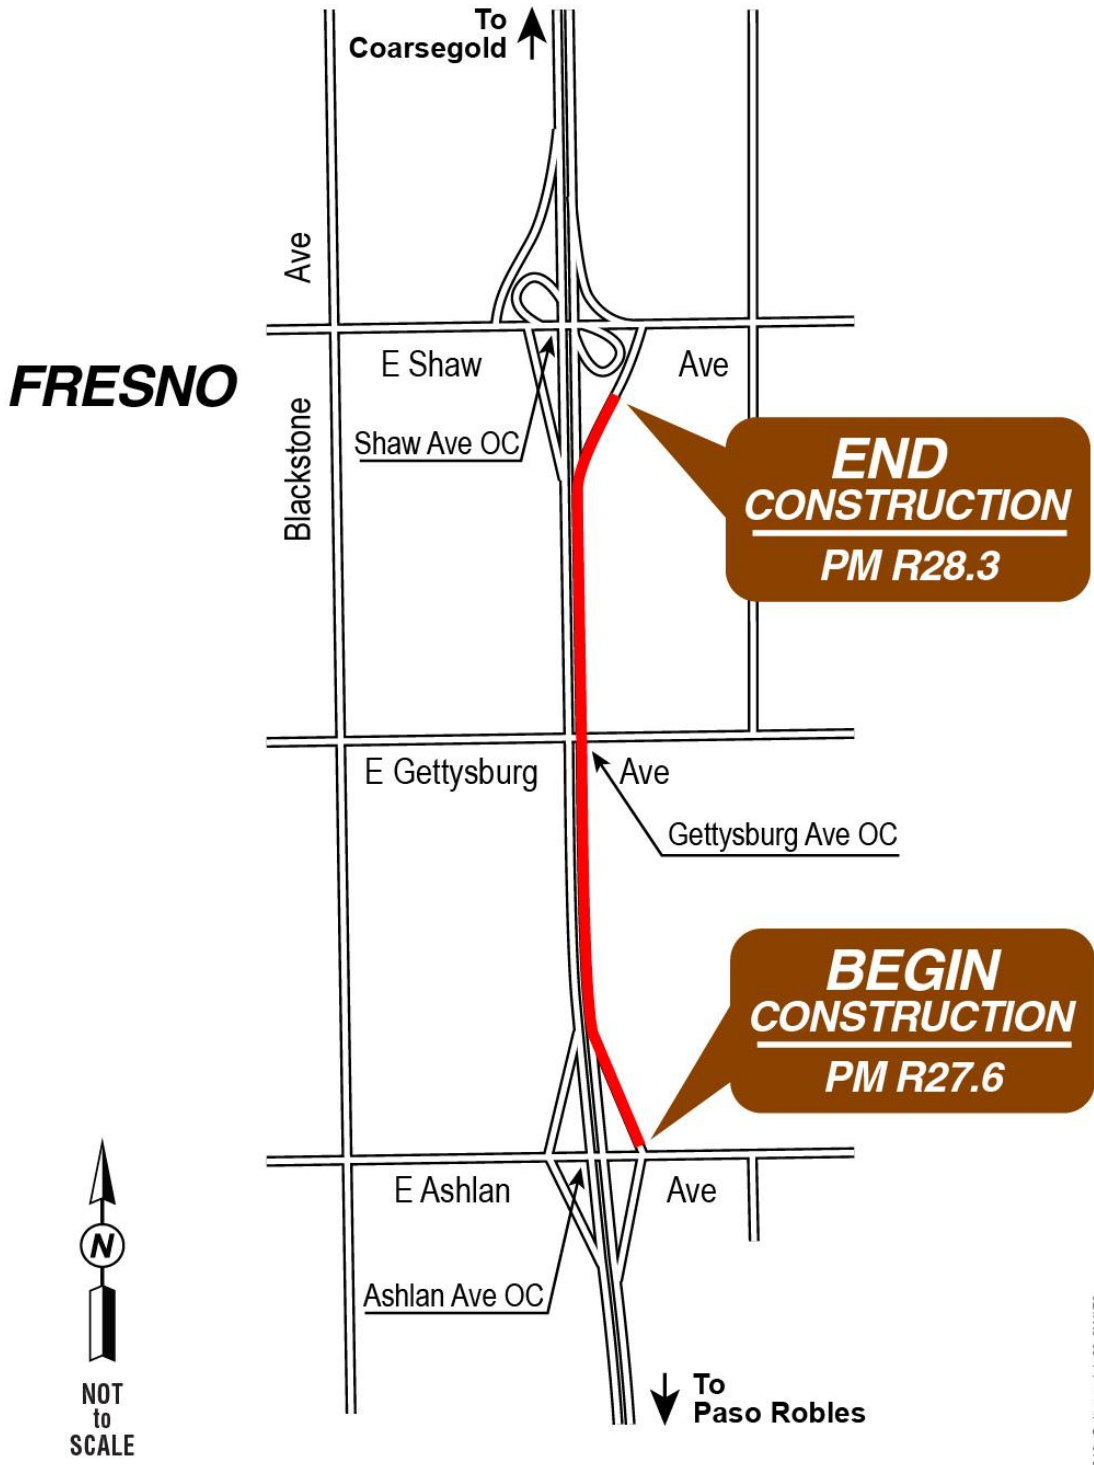 To
Coarsegold
Ave
E Shaw
Ave
FRESNO
Shaw Ave OC
Blackstone
END
CONSTRUCTION
PM R28.3
E Gettysburg
Ave
Gettysburg Ave OC
BEGIN
CONSTRUCTION
PM R27.6
E Ashlan
Ave
N
Ashlan Ave OC
NOT
to
SCALE
To
Paso Robles